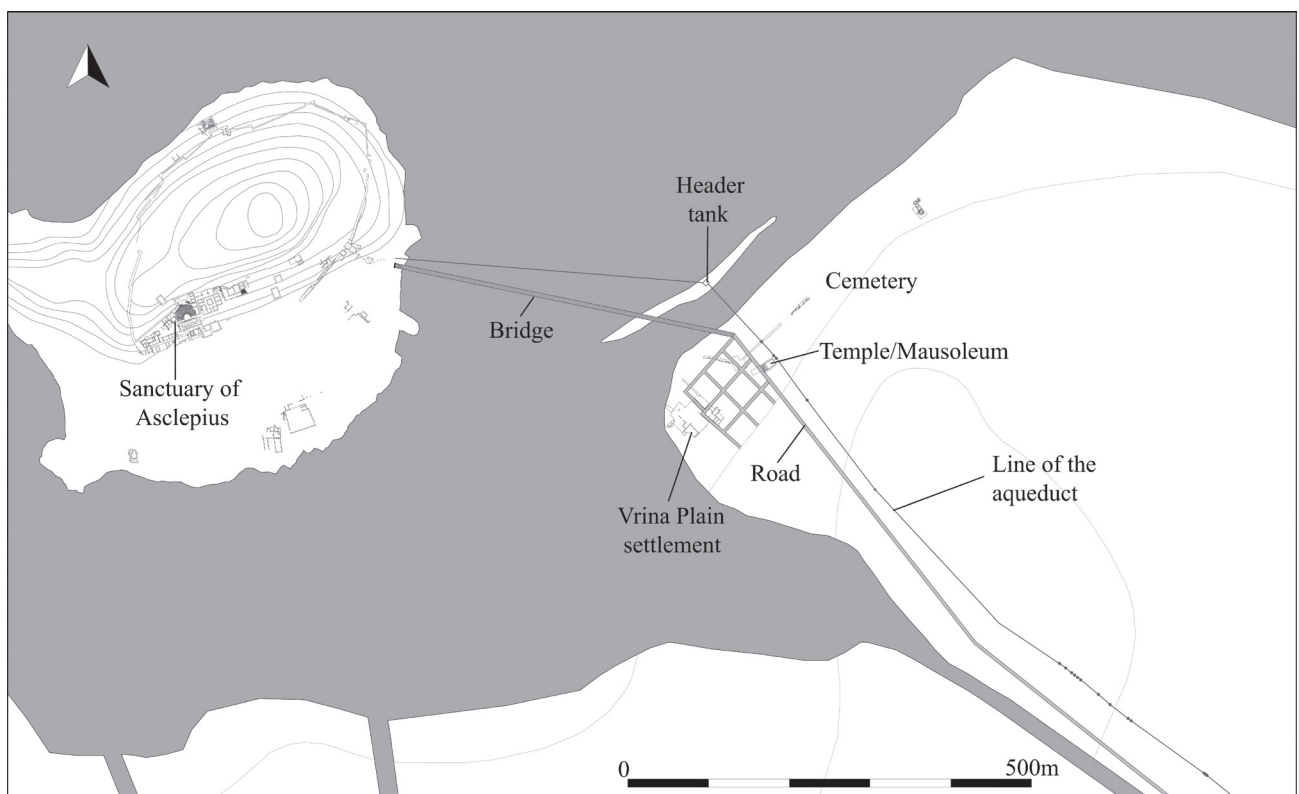 Header
tank
Cemetery
Bridge
Temple/Mausoleum
Sanctuary of
Asclepius
Road
Line of the
aqueduct
Vrina Plain
settlement
0
500m